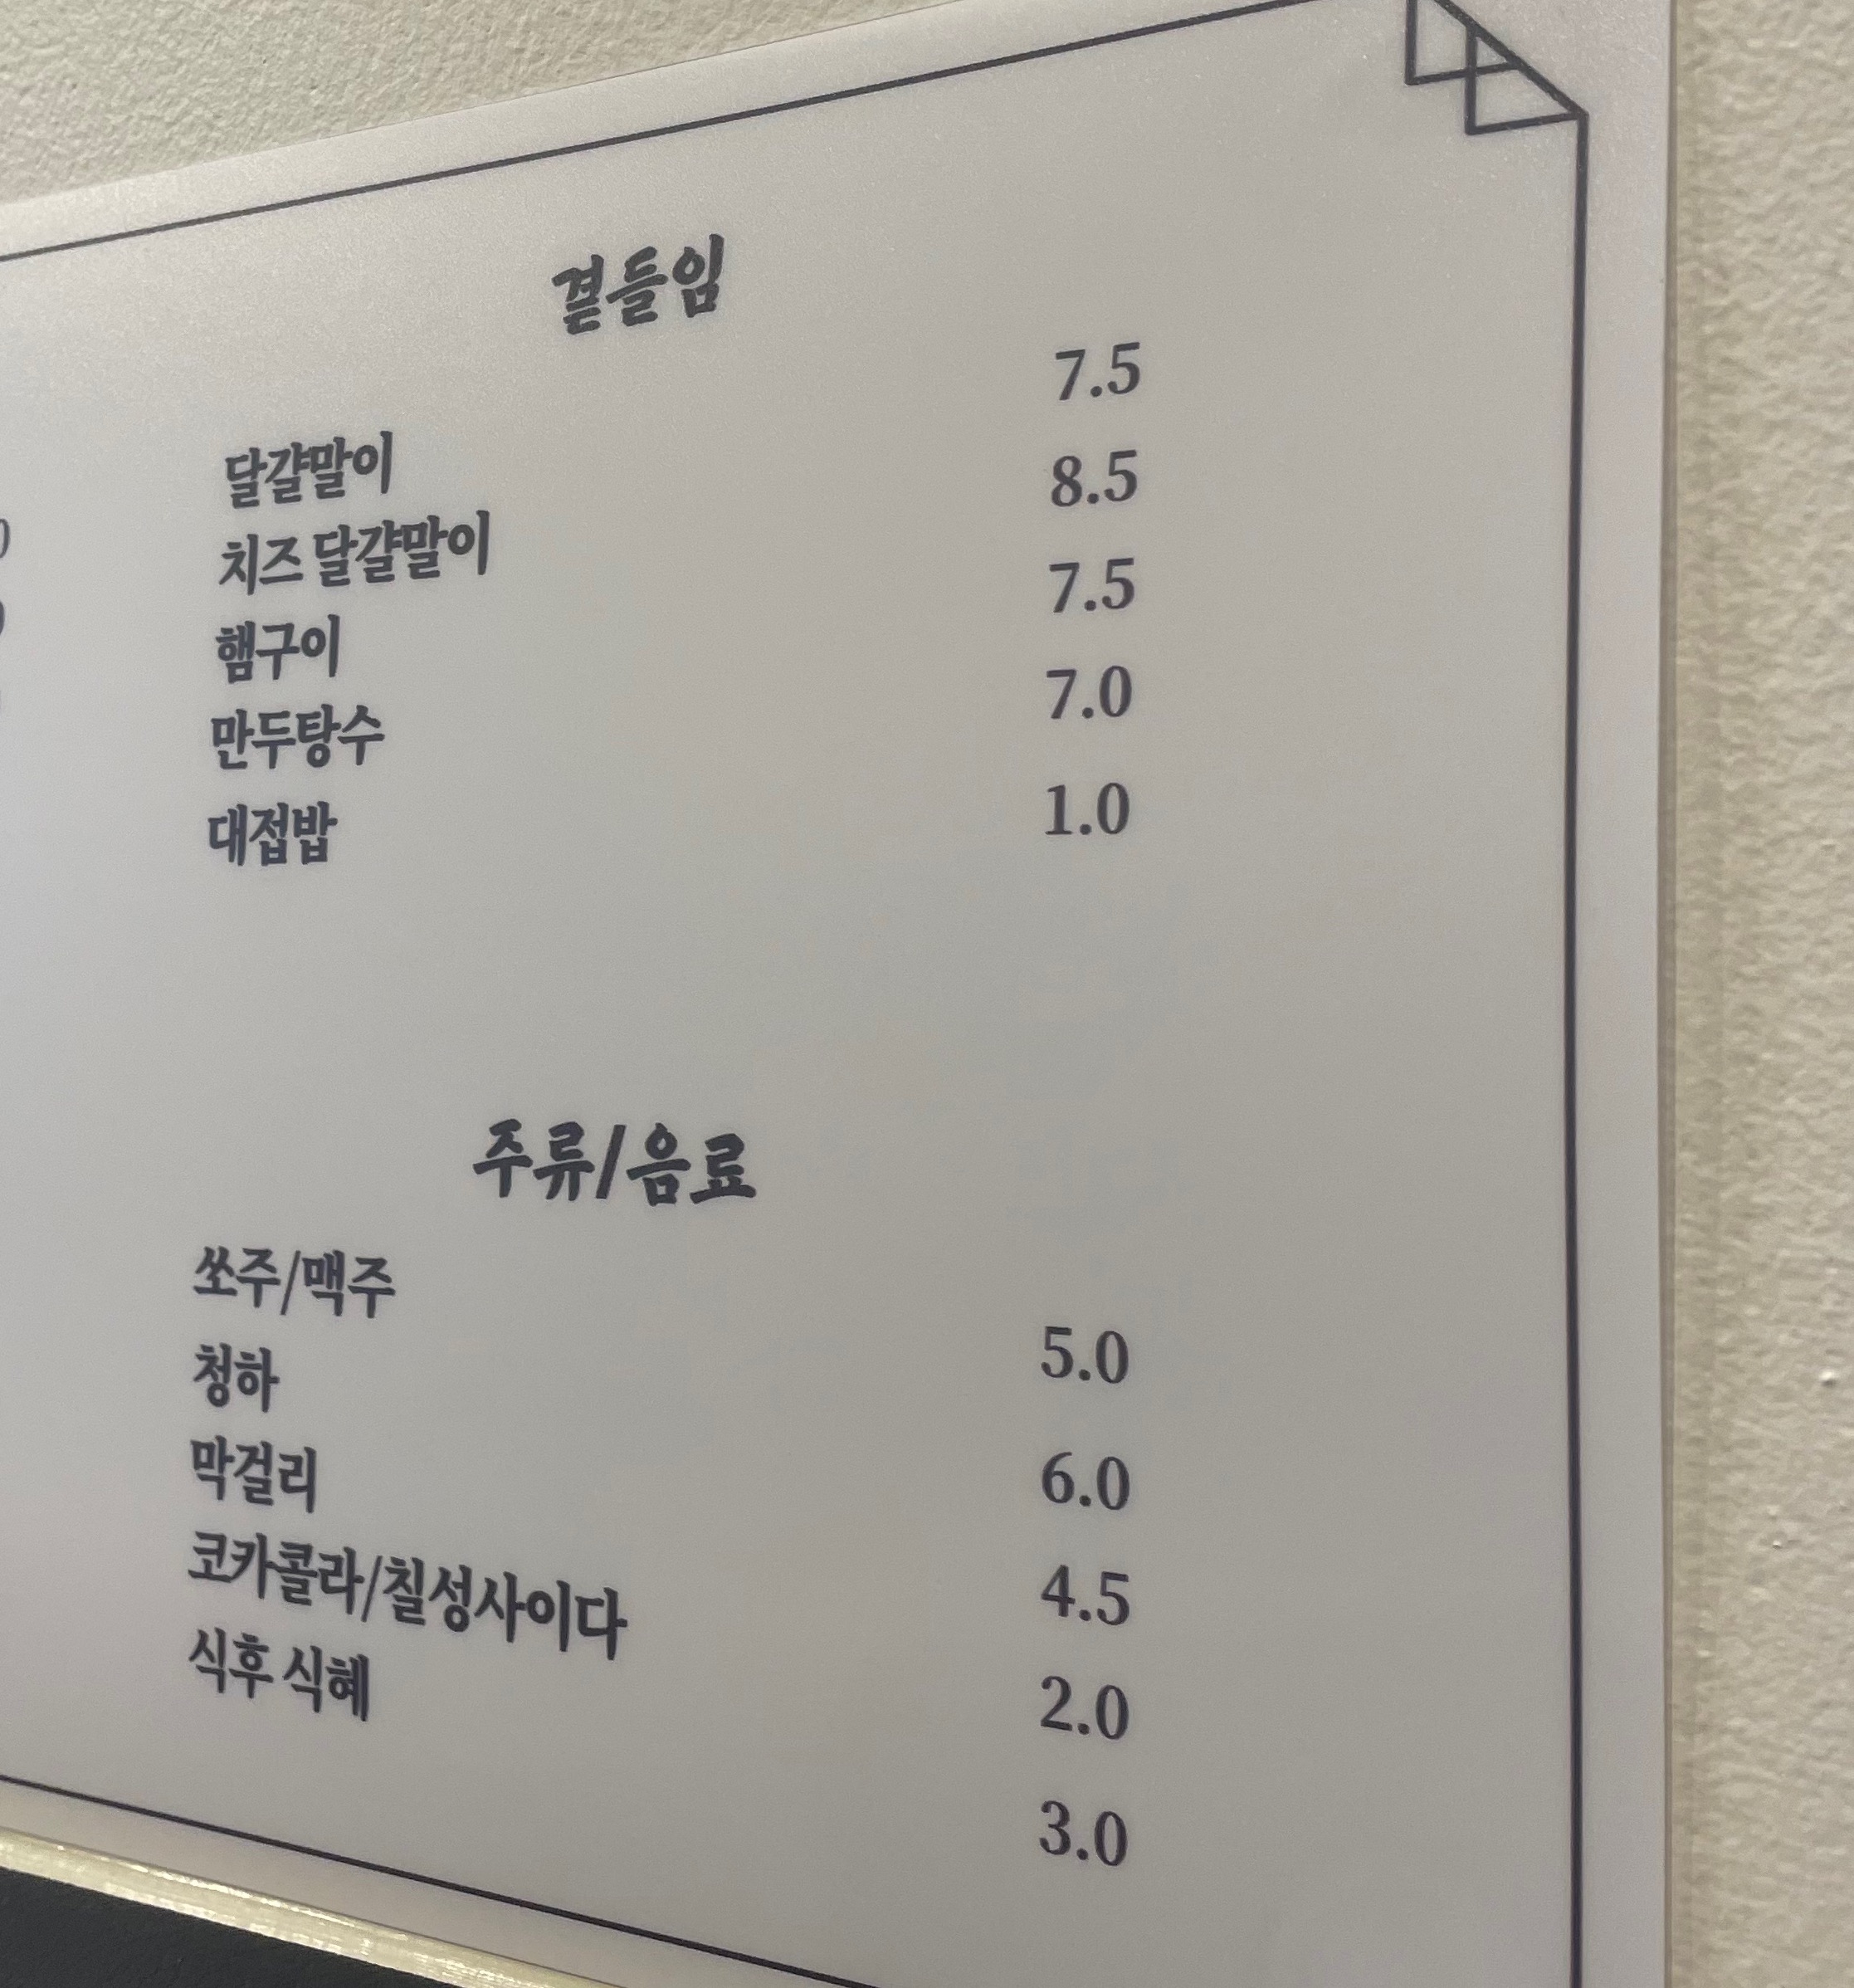 곁들임
달걀말이 7.5
치즈 달걀말이 8.5
햄구이 7.5
만두탕수 7.0
대접밥 1.0
주류/음료
쏘주/맥주 5.0
청하 6.0
막걸리 4.5
코카콜라/칠성사이다 2.0
식후 식혜 3.0